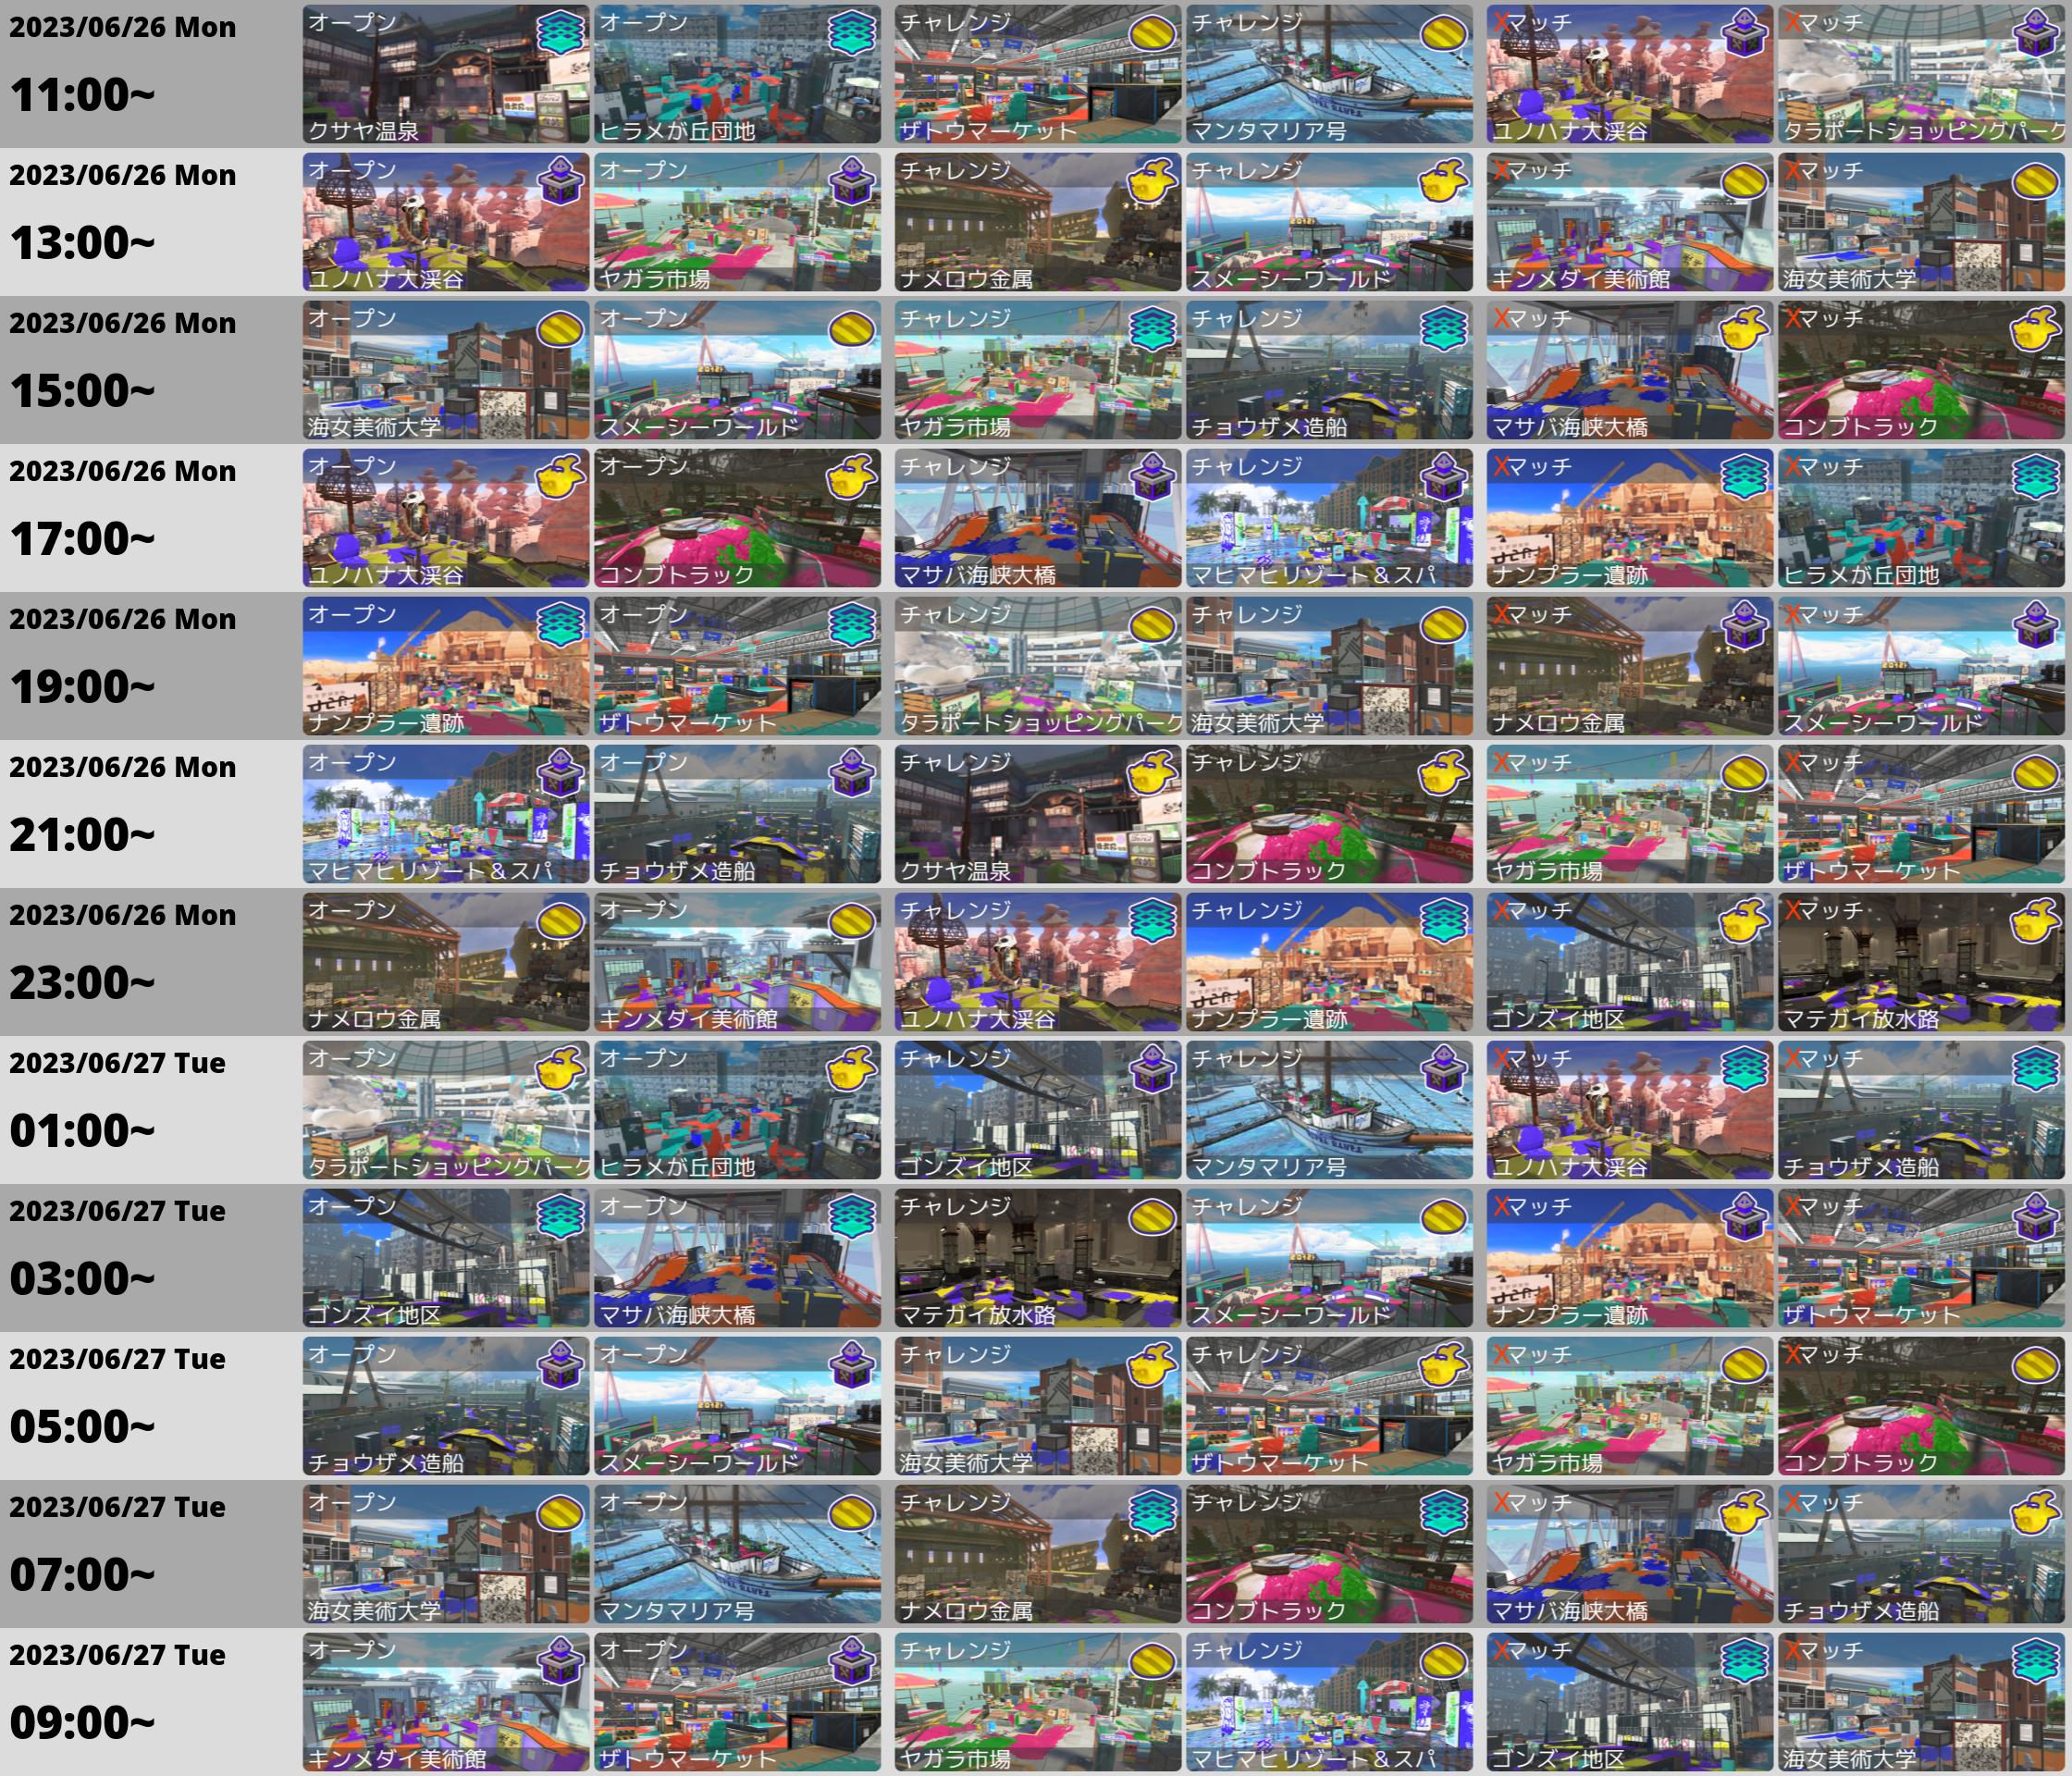 2023/06/26 Mon
11:00~
オープン オープン チャレンジ チャレンジ Xマッチ Xマッチ
クサヤ温泉 ヒラメが丘団地 ザトウマーケット マンタマリア号 ユノハナ大渓谷 タラポートショッピングパーク
2023/06/26 Mon
13:00~
オープン オープン チャレンジ チャレンジ Xマッチ Xマッチ
ユノハナ大渓谷 ヤガラ市場 ナメロウ金属 スメーシーワールド キンメダイ美術館 海女美術大学
2023/06/26 Mon
15:00~
オープン オープン チャレンジ チャレンジ Xマッチ Xマッチ
海女美術大学 スメーシーワールド ヤガラ市場 チョウザメ造船 マサバ海峡大橋 コンブトラック
2023/06/26 Mon
17:00~
オープン オープン チャレンジ チャレンジ Xマッチ Xマッチ
ユノハナ大渓谷 コンブトラック マサバ海峡大橋 マヒマヒリゾート＆スパ ナンプラー遺跡 ヒラメが丘団地
2023/06/26 Mon
19:00~
オープン オープン チャレンジ チャレンジ Xマッチ Xマッチ
ナンプラー遺跡 ザトウマーケット タラポートショッピングパーク 海女美術大学 ナメロウ金属 スメーシーワールド
2023/06/26 Mon
21:00~
オープン オープン チャレンジ チャレンジ Xマッチ Xマッチ
マヒマヒリゾート＆スパ チョウザメ造船 クサヤ温泉 コンブトラック ヤガラ市場 ザトウマーケット
2023/06/26 Mon
23:00~
オープン オープン チャレンジ チャレンジ Xマッチ Xマッチ
ナメロウ金属 キンメダイ美術館 ユノハナ大渓谷 ナンプラー遺跡 ゴンズイ地区 マテガイ放水路
2023/06/27 Tue
01:00~
オープン オープン チャレンジ チャレンジ Xマッチ Xマッチ
タラポートショッピングパーク ヒラメが丘団地 ゴンズイ地区 マンタマリア号 ユノハナ大渓谷 チョウザメ造船
2023/06/27 Tue
03:00~
オープン オープン チャレンジ チャレンジ Xマッチ Xマッチ
ゴンズイ地区 マサバ海峡大橋 マテガイ放水路 スメーシーワールド ナンプラー遺跡 ザトウマーケット
2023/06/27 Tue
05:00~
オープン オープン チャレンジ チャレンジ Xマッチ Xマッチ
チョウザメ造船 スメーシーワールド 海女美術大学 ザトウマーケット ヤガラ市場 コンブトラック
2023/06/27 Tue
07:00~
オープン オープン チャレンジ チャレンジ Xマッチ Xマッチ
海女美術大学 マンタマリア号 ナメロウ金属 コンブトラック マサバ海峡大橋 チョウザメ造船
2023/06/27 Tue
09:00~
オープン オープン チャレンジ チャレンジ Xマッチ Xマッチ
キンメダイ美術館 ザトウマーケット ヤガラ市場 マヒマヒリゾート＆スパ ゴンズイ地区 海女美術大学